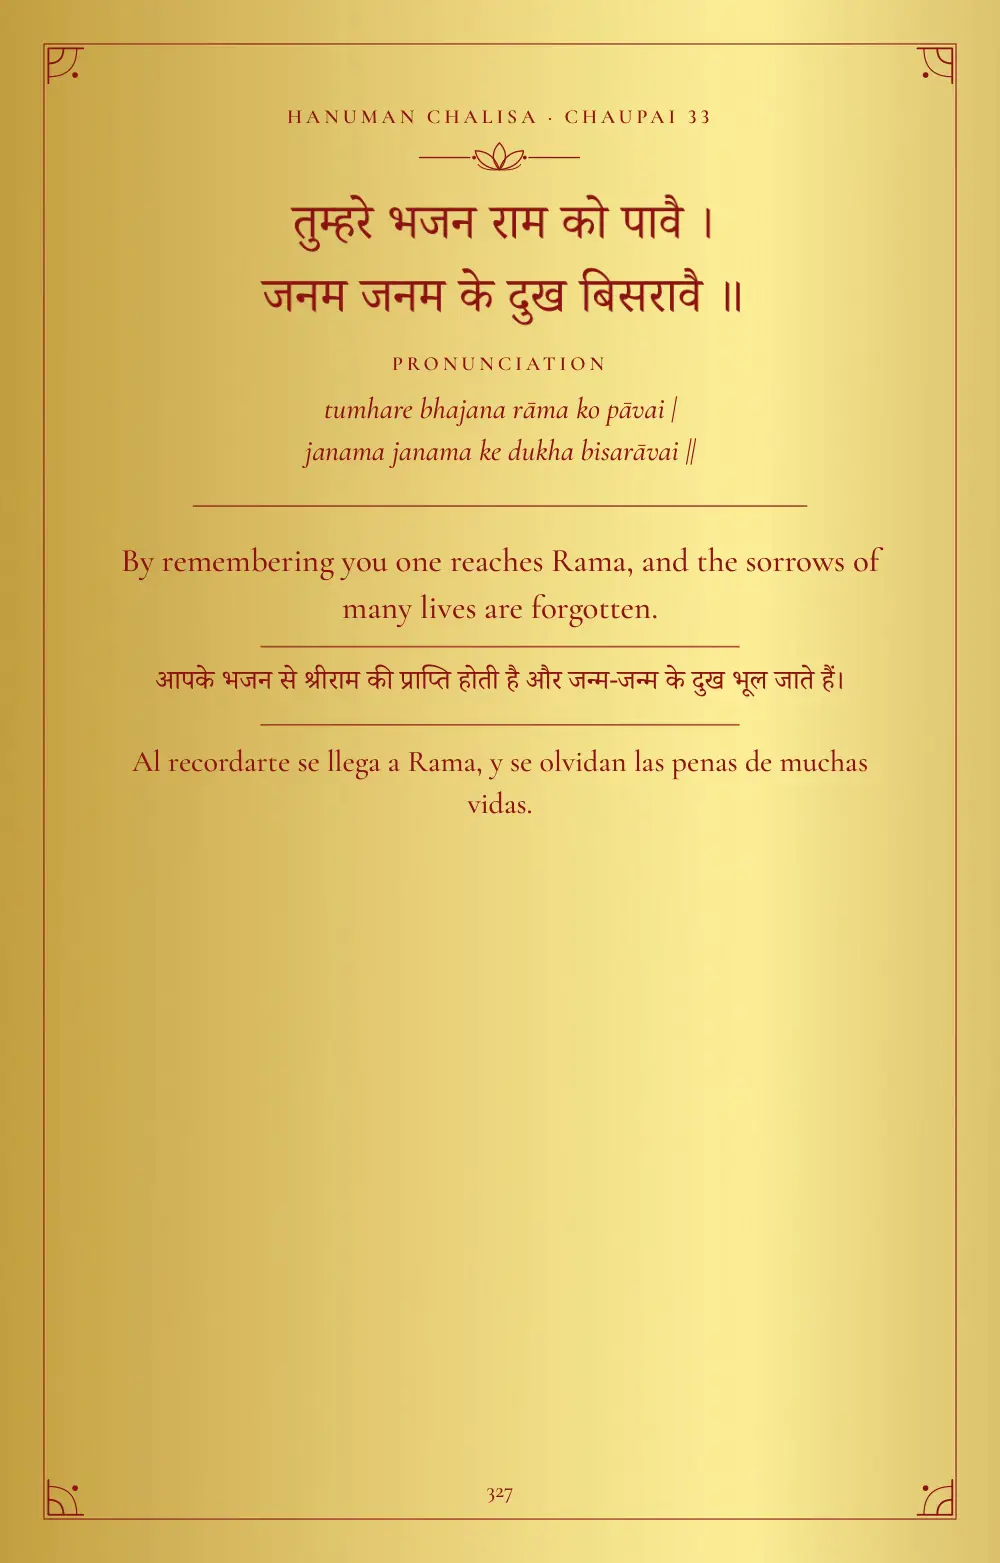 HANUMAN CHALISA · CHAUPAI 33
तुम्हरे भजन राम को पावै ।
जनम जनम के दुख बिसरावै ॥
PRONUNCIATION
tumhare bhajana rāma ko pāvai |
janama janama ke dukha bisarāvai ||
By remembering you one reaches Rama, and the sorrows of
many lives are forgotten.
आपके भजन से श्रीराम की प्राप्ति होती है और जन्म-जन्म के दुख भूल जाते हैं।
Al recordarte se llega a Rama, y se olvidan las penas de muchas
vidas.
327